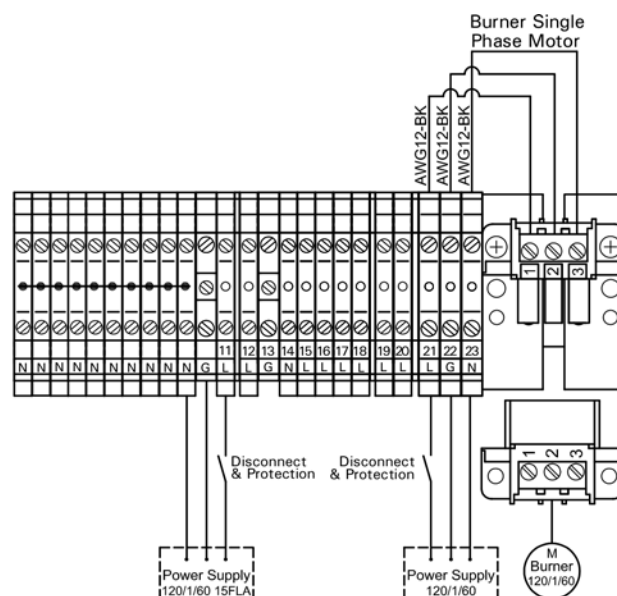 Burner Single
Phase Motor
AWG12-BK
AWG12-BK
AWG12-BK
1
2
3
11 12 13 14 15 16 17 18 19 20 21 22 23
N N N N N N N N N N G L L G N L L L L L L L G N
1 2 3
Disconnect
& Protection
Disconnect
& Protection
Power Supply
120/1/60 15FLA
Power Supply
120/1/60
M
Burner
120/1/60